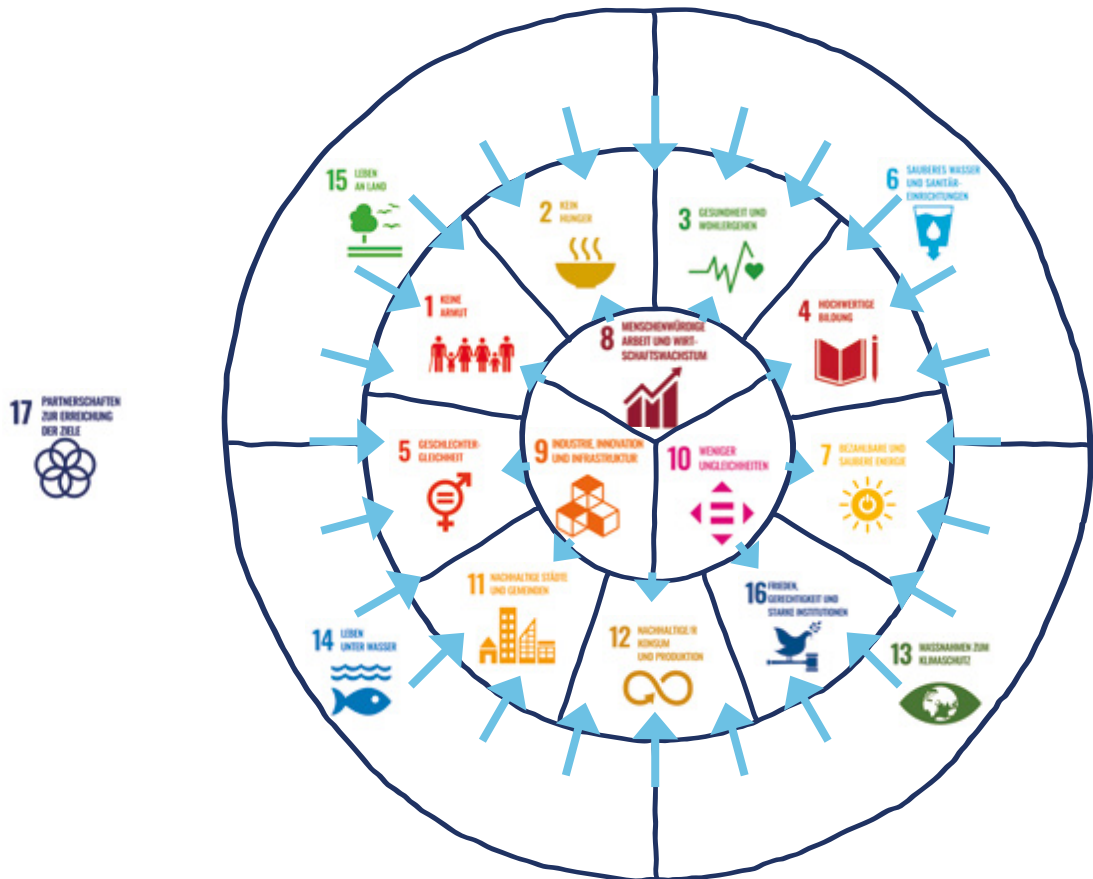 15 LEBEN
AN LAND
6 SAUBERES WASSER
UND SANITÄR-
EINRICHTUNGEN
2 KEIN
HUNGER
3 GESUNDHEIT UND
WOHLERGEHEN
1 KEINE
ARMUT
4 HOCHWERTIGE
BILDUNG
8 MENSCHENWÜRDIGE
ARBEIT UND WIRT-
SCHAFTSWACHSTUM
17 PARTNERSCHAFTEN
ZUR ERREICHUNG
DER ZIELE
5 GESCHLECHTER-
GLEICHHEIT
9 INDUSTRIE, INNOVATION
UND INFRASTRUKTUR
10 WENIGER
UNGLEICHHEITEN
7 BEZAHLBARE UND
SAUBERE ENERGIE
11 NACHHALTIGE STÄDTE
UND GEMEINDEN
12 NACHHALTIGE/R
KONSUM
UND PRODUKTION
16 FRIEDEN,
GERECHTIGKEIT UND
STARKE INSTITUTIONEN
14 LEBEN
UNTER WASSER
13 MASSNAHMEN ZUM
KLIMASCHUTZ